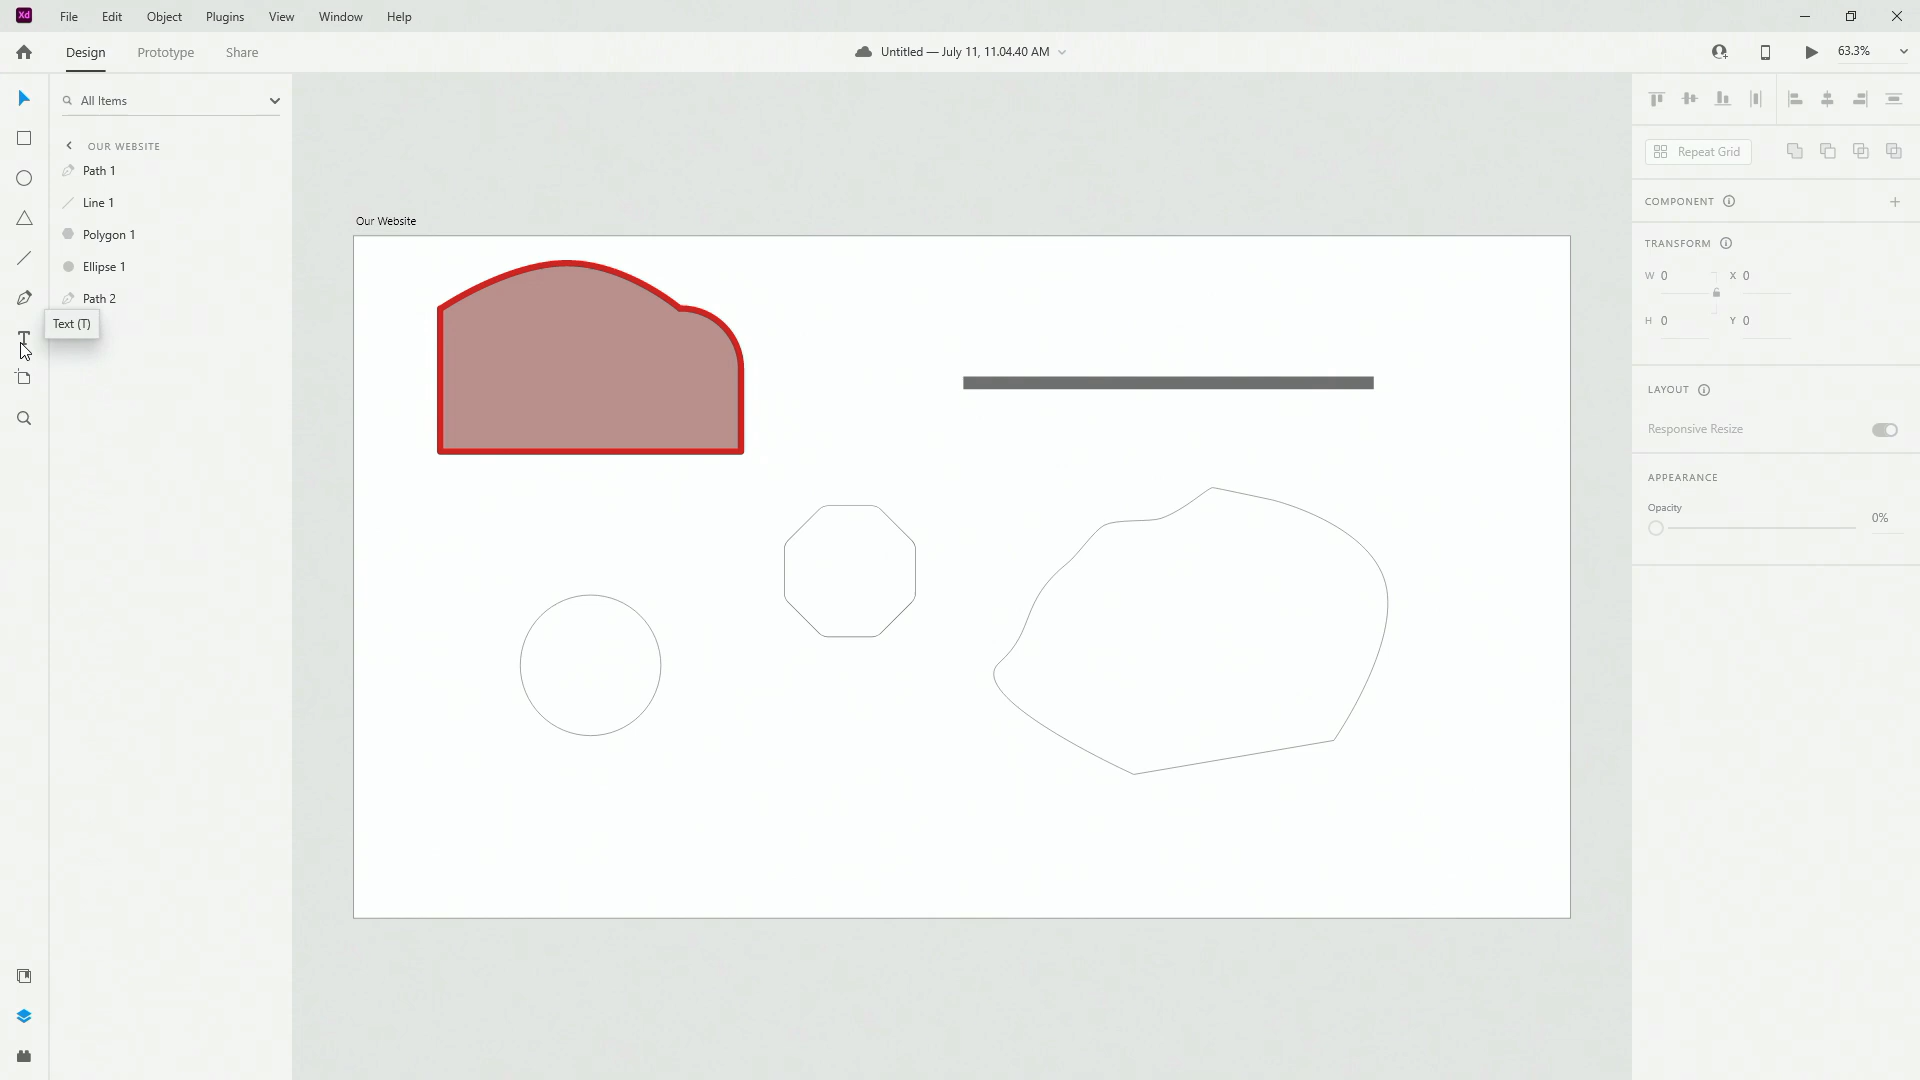 Xd File Edit Object Plugins View Window Help
Design Prototype Share Untitled — July 11, 11.04.40 AM 63.3%
All Items
OUR WEBSITE
Path 1
Line 1
Polygon 1
Ellipse 1
Path 2
Text (T)
Our Website
Repeat Grid
COMPONENT
TRANSFORM
W 0 X 0
H 0 Y 0
LAYOUT
Responsive Resize
APPEARANCE
Opacity
0%